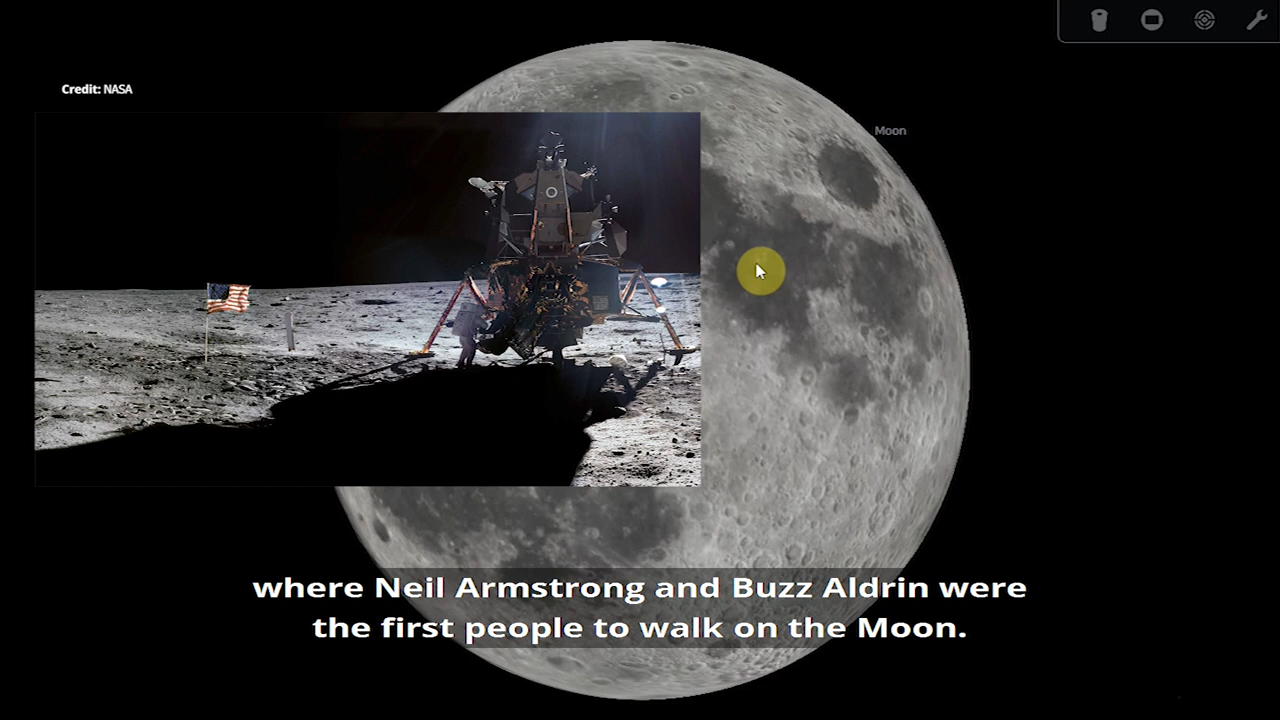 Credit: NASA
Moon
where Neil Armstrong and Buzz Aldrin were
the first people to walk on the Moon.